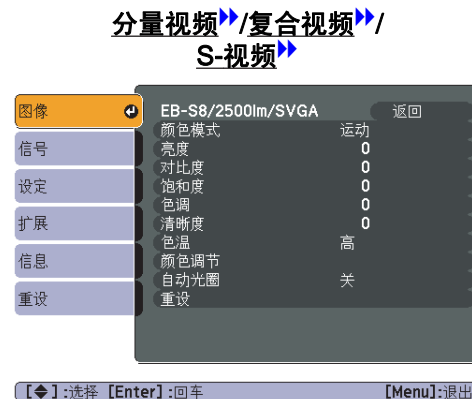 分量视频/复合视频/
S-视频
图像
信号
设定
扩展
信息
重设
EB-S8/2500lm/SVGA 返回
颜色模式 运动
亮度 0
对比度 0
饱和度 0
色调 0
清晰度 0
色温 高
颜色调节
自动光圈 关
重设
[◆]:选择 [Enter]:回车 [Menu]:退出